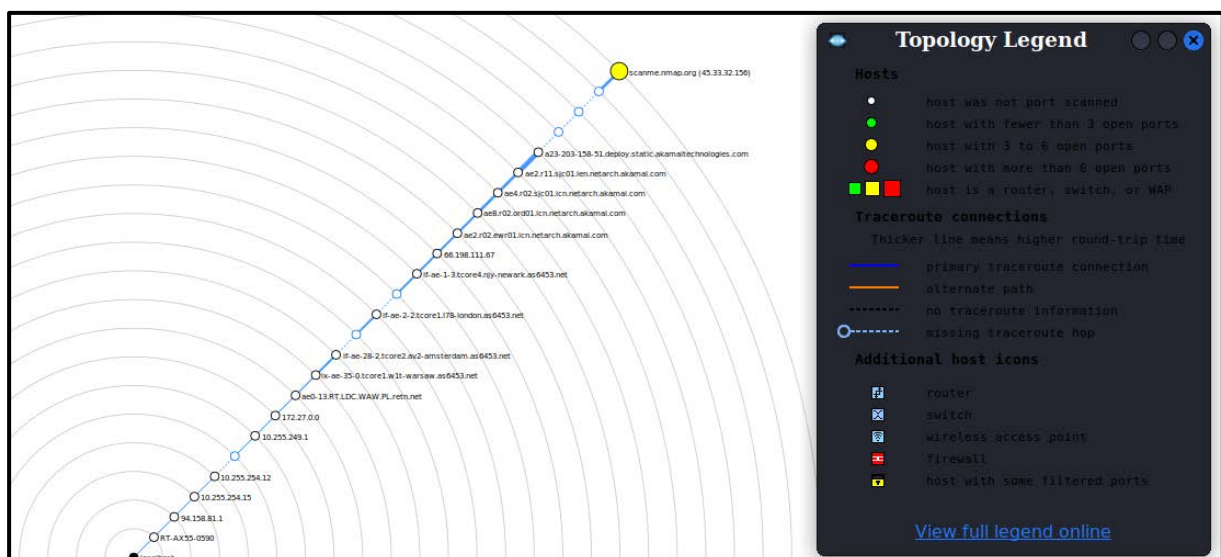 scanme.nmap.org (45.33.32.156)
a23-203-158-51.deploy.static.akamaitechnologies.com
ae2.r11.sjc01.ien.netarch.akamai.com
ae4.r02.sjc01.icn.netarch.akamai.com
ae8.r02.ord01.icn.netarch.akamai.com
ae2.r02.ewr01.icn.netarch.akamai.com
66.198.111.67
if-ae-1-3.tcore4.njy-newark.as6453.net
if-ae-2-2.tcore1.l78-london.as6453.net
if-ae-28-2.tcore2.av2-amsterdam.as6453.net
ix-ae-35-0.tcore1.w1t-warsaw.as6453.net
ae0-13.RT.LDC.WAW.PL.retn.net
172.27.0.0
10.255.249.1
10.255.254.12
10.255.254.15
94.158.81.1
RT-AX55-0590
Topology Legend
Hosts
host was not port scanned
host with fewer than 3 open ports
host with 3 to 6 open ports
host with more than 6 open ports
host is a router, switch, or WAP
Traceroute connections
Thicker line means higher round-trip time
primary traceroute connection
alternate path
no traceroute information
missing traceroute hop
Additional host icons
router
switch
wireless access point
firewall
host with some filtered ports
View full legend online